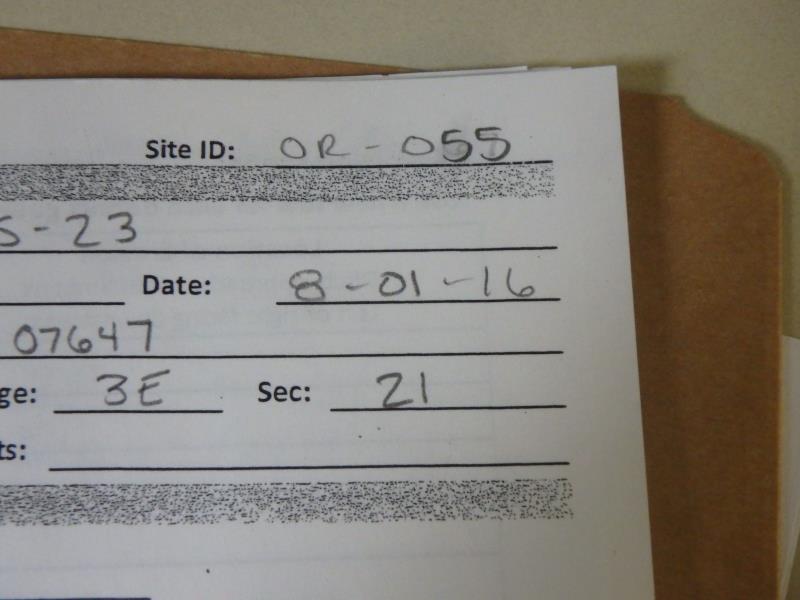 Site ID: OR-055
S-23
Date: 8-01-16
07647
ge: 3E Sec: 21
ts: